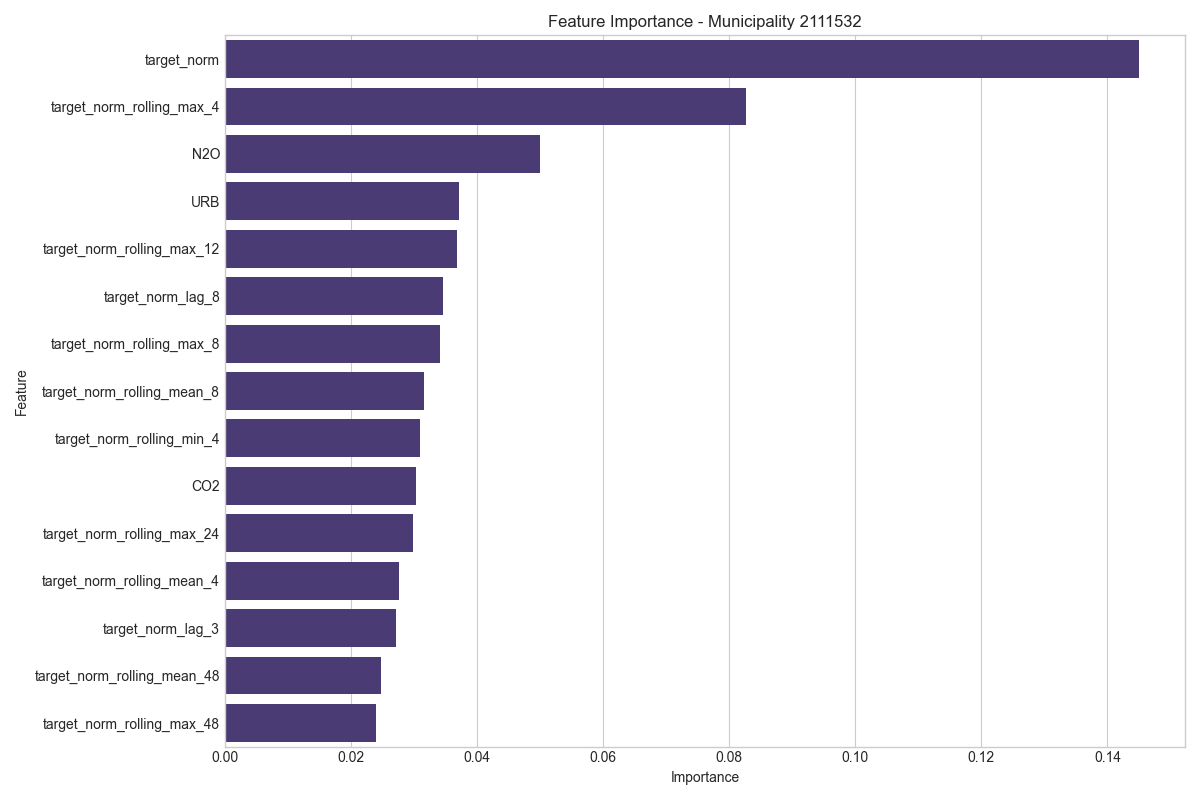 Feature Importance - Municipality 2111532
target_norm
target_norm_rolling_max_4
N2O
URB
target_norm_rolling_max_12
target_norm_lag_8
target_norm_rolling_max_8
target_norm_rolling_mean_8
target_norm_rolling_min_4
CO2
target_norm_rolling_max_24
target_norm_rolling_mean_4
target_norm_lag_3
target_norm_rolling_mean_48
target_norm_rolling_max_48
Feature
0.00 0.02 0.04 0.06 0.08 0.10 0.12 0.14
Importance